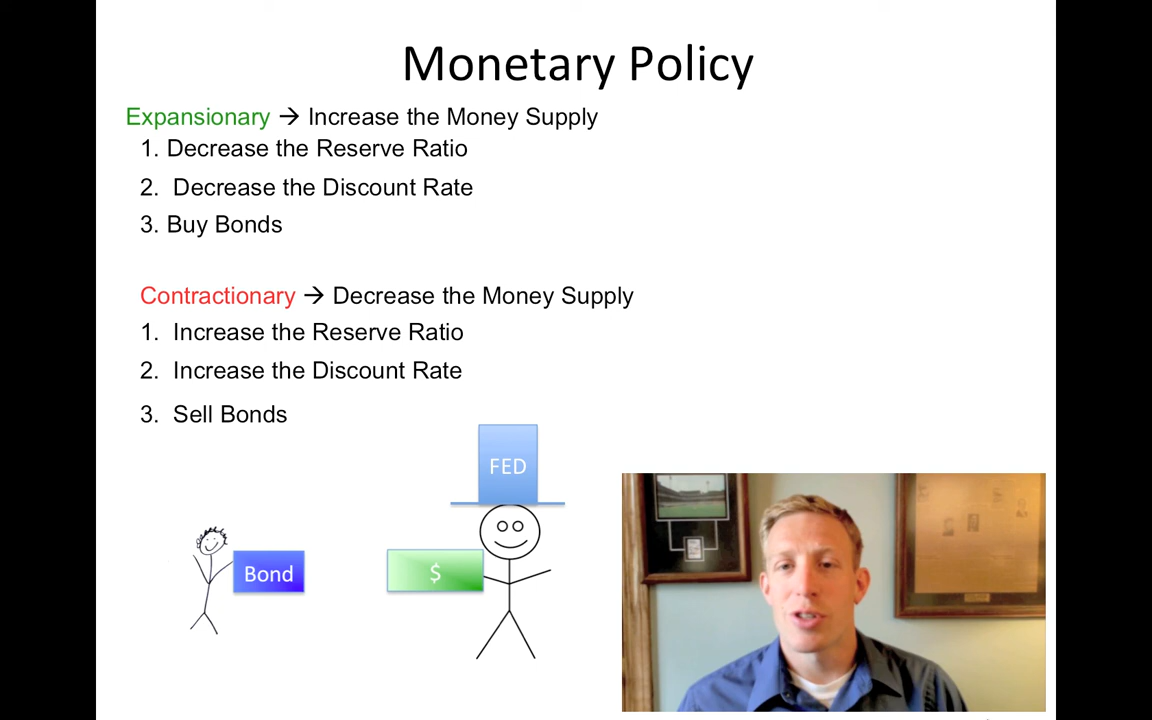 Monetary Policy
Expansionary → Increase the Money Supply
1. Decrease the Reserve Ratio
2. Decrease the Discount Rate
3. Buy Bonds
Contractionary → Decrease the Money Supply
1. Increase the Reserve Ratio
2. Increase the Discount Rate
3. Sell Bonds
FED
Bond
$